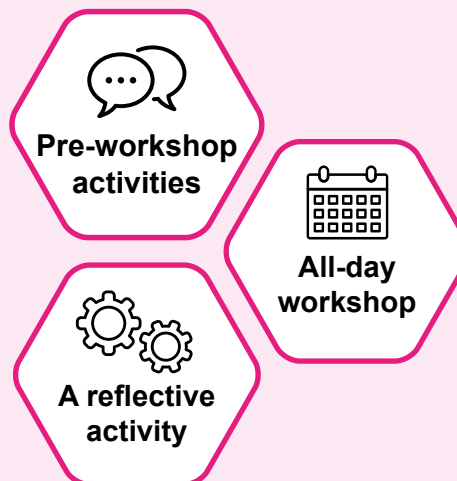 Pre-workshop
activities
All-day
workshop
A reflective
activity